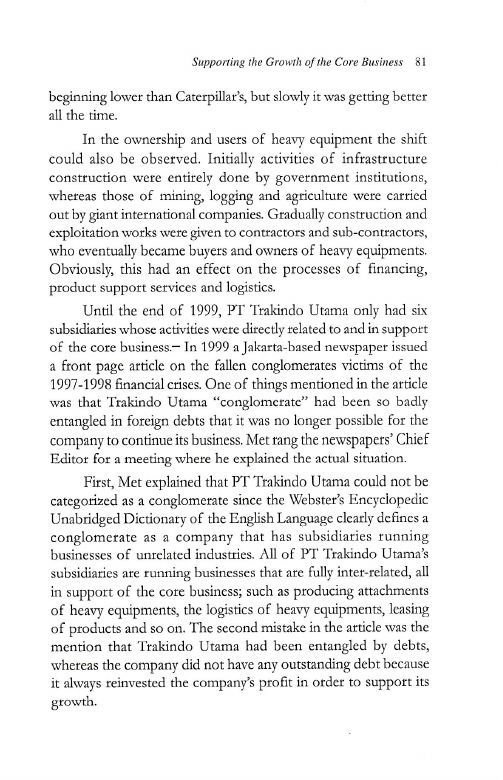 Supporting the Growth of the Core Business 81
beginning lower than Caterpillar's, but slowly it was getting better
all the time.
In the ownership and users of heavy equipment the shift
could also be observed. Initially activities of infrastructure
construction were entirely done by government institutions,
whereas those of mining, logging and agriculture were carried
out by giant international companies. Gradually construction and
exploitation works were given to contractors and sub-contractors,
who eventually became buyers and owners of heavy equipments.
Obviously, this had an effect on the processes of financing,
product support services and logistics.
Until the end of 1999, PT Trakindo Utama only had six
subsidiaries whose activities were directly related to and in support
of the core business.— In 1999 a Jakarta-based newspaper issued
a front page article on the fallen conglomerates victims of the
1997-1998 financial crises. One of things mentioned in the article
was that Trakindo Utama "conglomerate" had been so badly
entangled in foreign debts that it was no longer possible for the
company to continue its business. Met rang the newspapers' Chief
Editor for a meeting where he explained the actual situation.
First, Met explained that PT Trakindo Utama could not be
categorized as a conglomerate since the Webster's Encyclopedic
Unabridged Dictionary of the English Language clearly defines a
conglomerate as a company that has subsidiaries running
businesses of unrelated industries. All of PT Trakindo Utama's
subsidiaries are running businesses that are fully inter-related, all
in support of the core business; such as producing attachments
of heavy equipments, the logistics of heavy equipments, leasing
of products and so on. The second mistake in the article was the
mention that Trakindo Utama had been entangled by debts,
whereas the company did not have any outstanding debt because
it always reinvested the company's profit in order to support its
growth.